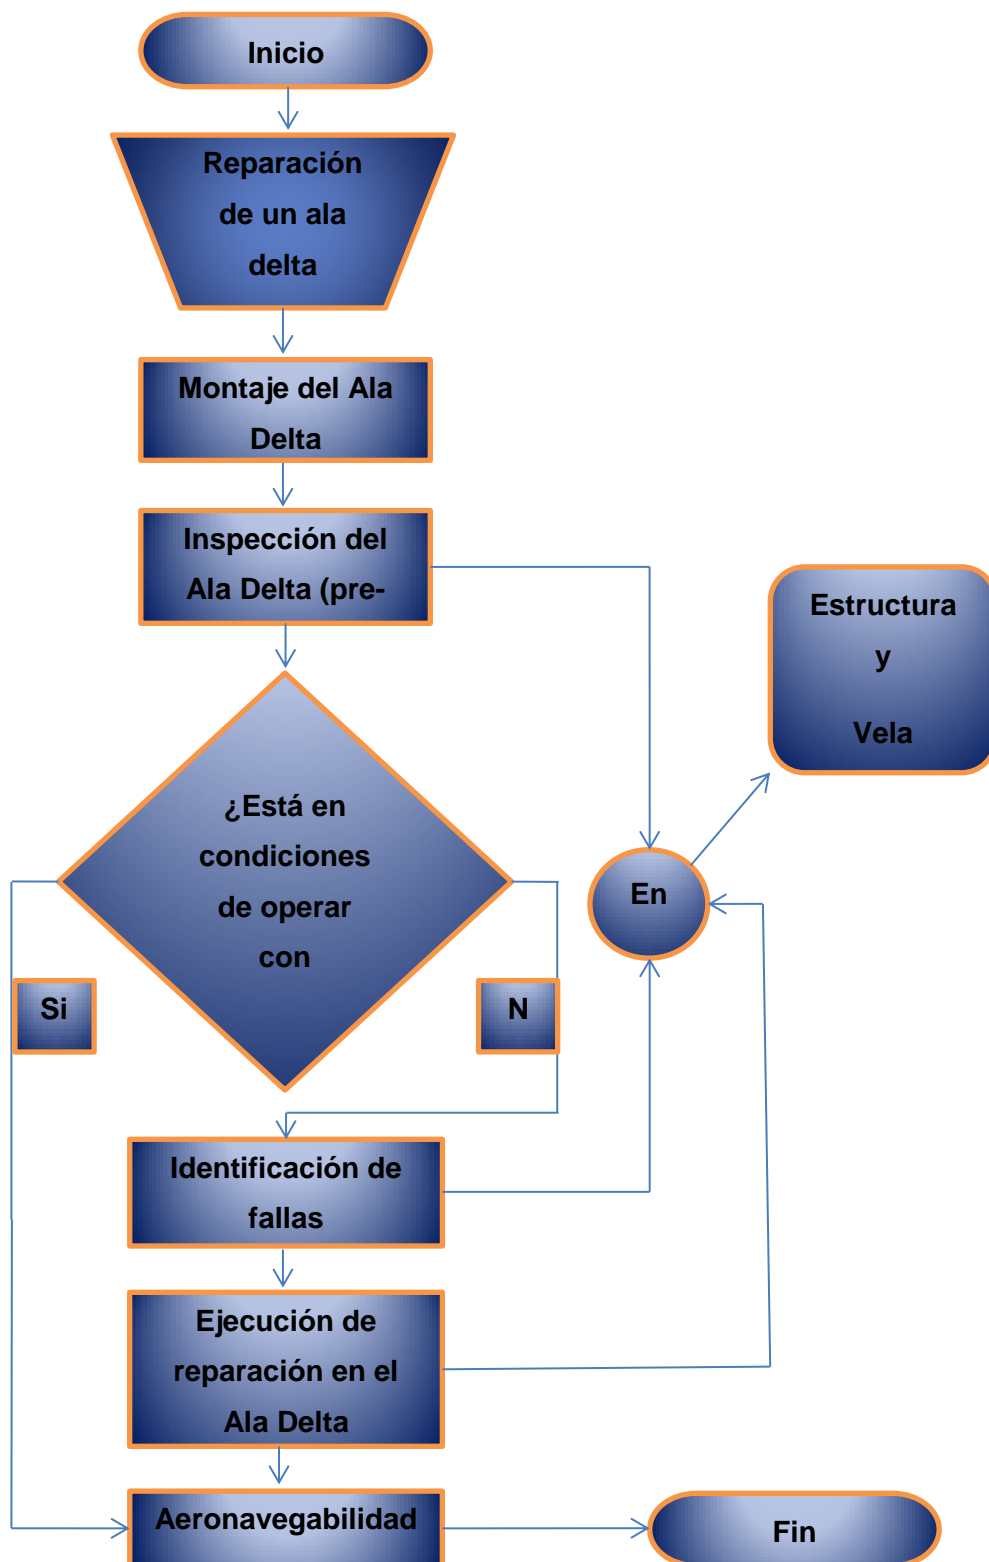 Inicio
Reparación
de un ala
delta
Montaje del Ala
Delta
Inspección del
Ala Delta (pre-
Estructura
y
Vela
¿Está en
condiciones
de operar
con
En
Si
N
Identificación de
fallas
Ejecución de
reparación en el
Ala Delta
Aeronavegabilidad
Fin